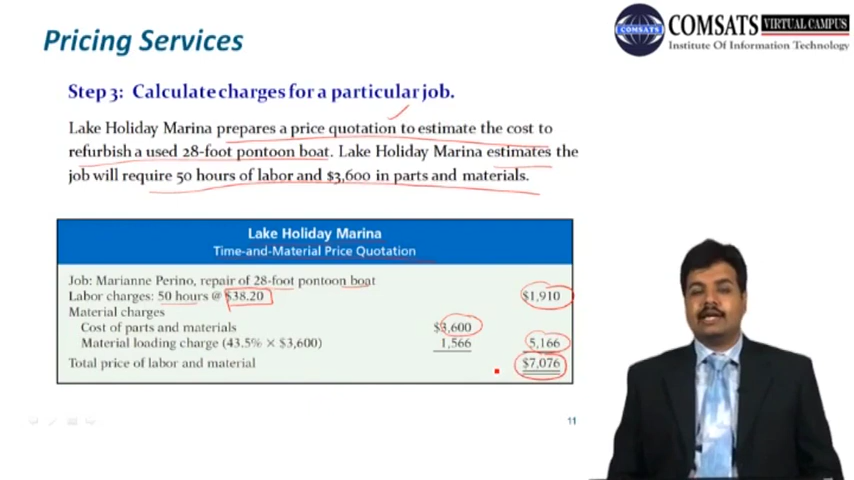 Pricing Services
COMSATS VIRTUAL CAMPUS
COMSATS
Institute Of Information Technology
Step 3: Calculate charges for a particular job.
Lake Holiday Marina prepares a price quotation to estimate the cost to
refurbish a used 28-foot pontoon boat. Lake Holiday Marina estimates the
job will require 50 hours of labor and $3,600 in parts and materials.
Lake Holiday Marina
Time-and-Material Price Quotation
Job: Marianne Perino, repair of 28-foot pontoon boat
Labor charges: 50 hours @ $38.20 $1,910
Material charges
Cost of parts and materials $3,600
Material loading charge (43.5% × $3,600) 1,566 5,166
Total price of labor and material $7,076
11